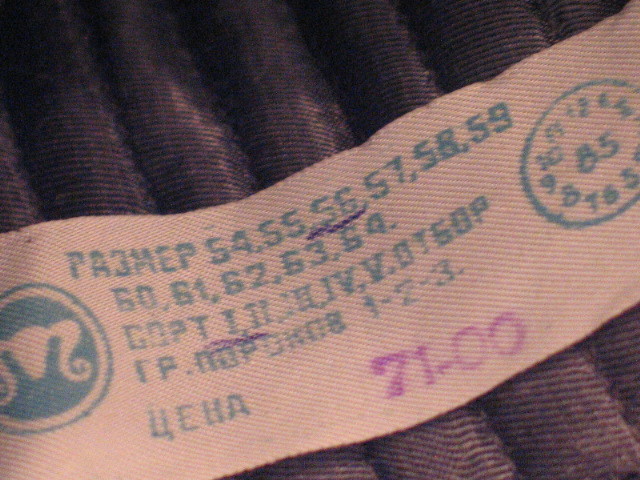 РАЗМЕР 54,55,56,57,58,59
60,61,62,63,64.
СОРТ I,II,III,IV,V.ОТБОР
ГР.ПОРОКОВ 1-2-3.
ЦЕНА
71-00
85